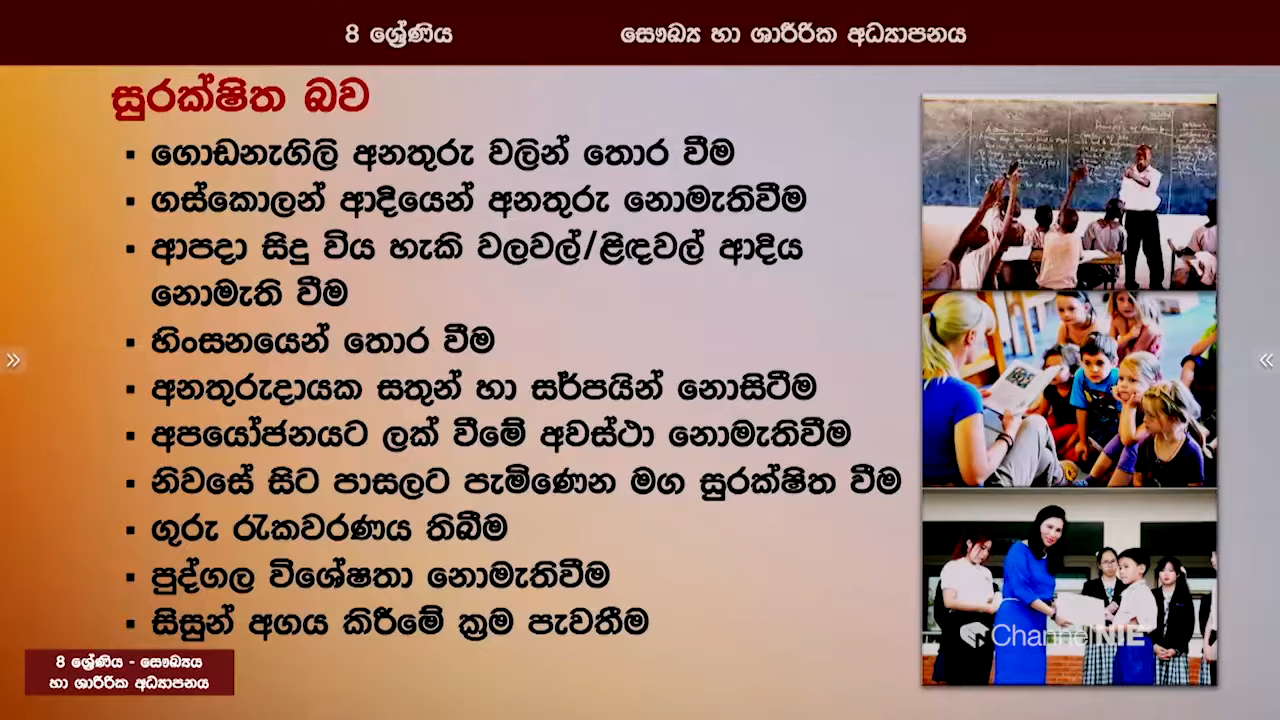 8 ශ්‍රේණිය
සෞඛ්‍ය හා ශාරීරික අධ්‍යාපනය
සුරක්ෂිත බව
▪ ගොඩනැගිලි අනතුරු වලින් තොර වීම
▪ ගස්කොලන් ආදියෙන් අනතුරු නොමැතිවීම
▪ ආපදා සිදු විය හැකි වලවල්/ළිඳවල් ආදිය
නොමැති වීම
▪ හිංසනයෙන් තොර වීම
▪ අනතුරුදායක සතුන් හා සර්පයින් නොසිටීම
▪ අපයෝජනයට ලක් වීමේ අවස්ථා නොමැතිවීම
▪ නිවසේ සිට පාසලට පැමිණෙන මග සුරක්ෂිත වීම
▪ ගුරු රැකවරණය තිබීම
▪ පුද්ගල විශේෂතා නොමැතිවීම
▪ සිසුන් අගය කිරීමේ ක්‍රම පැවතීම
Channel NIE
8 ශ්‍රේණිය - සෞඛ්‍යය
හා ශාරීරික අධ්‍යාපනය